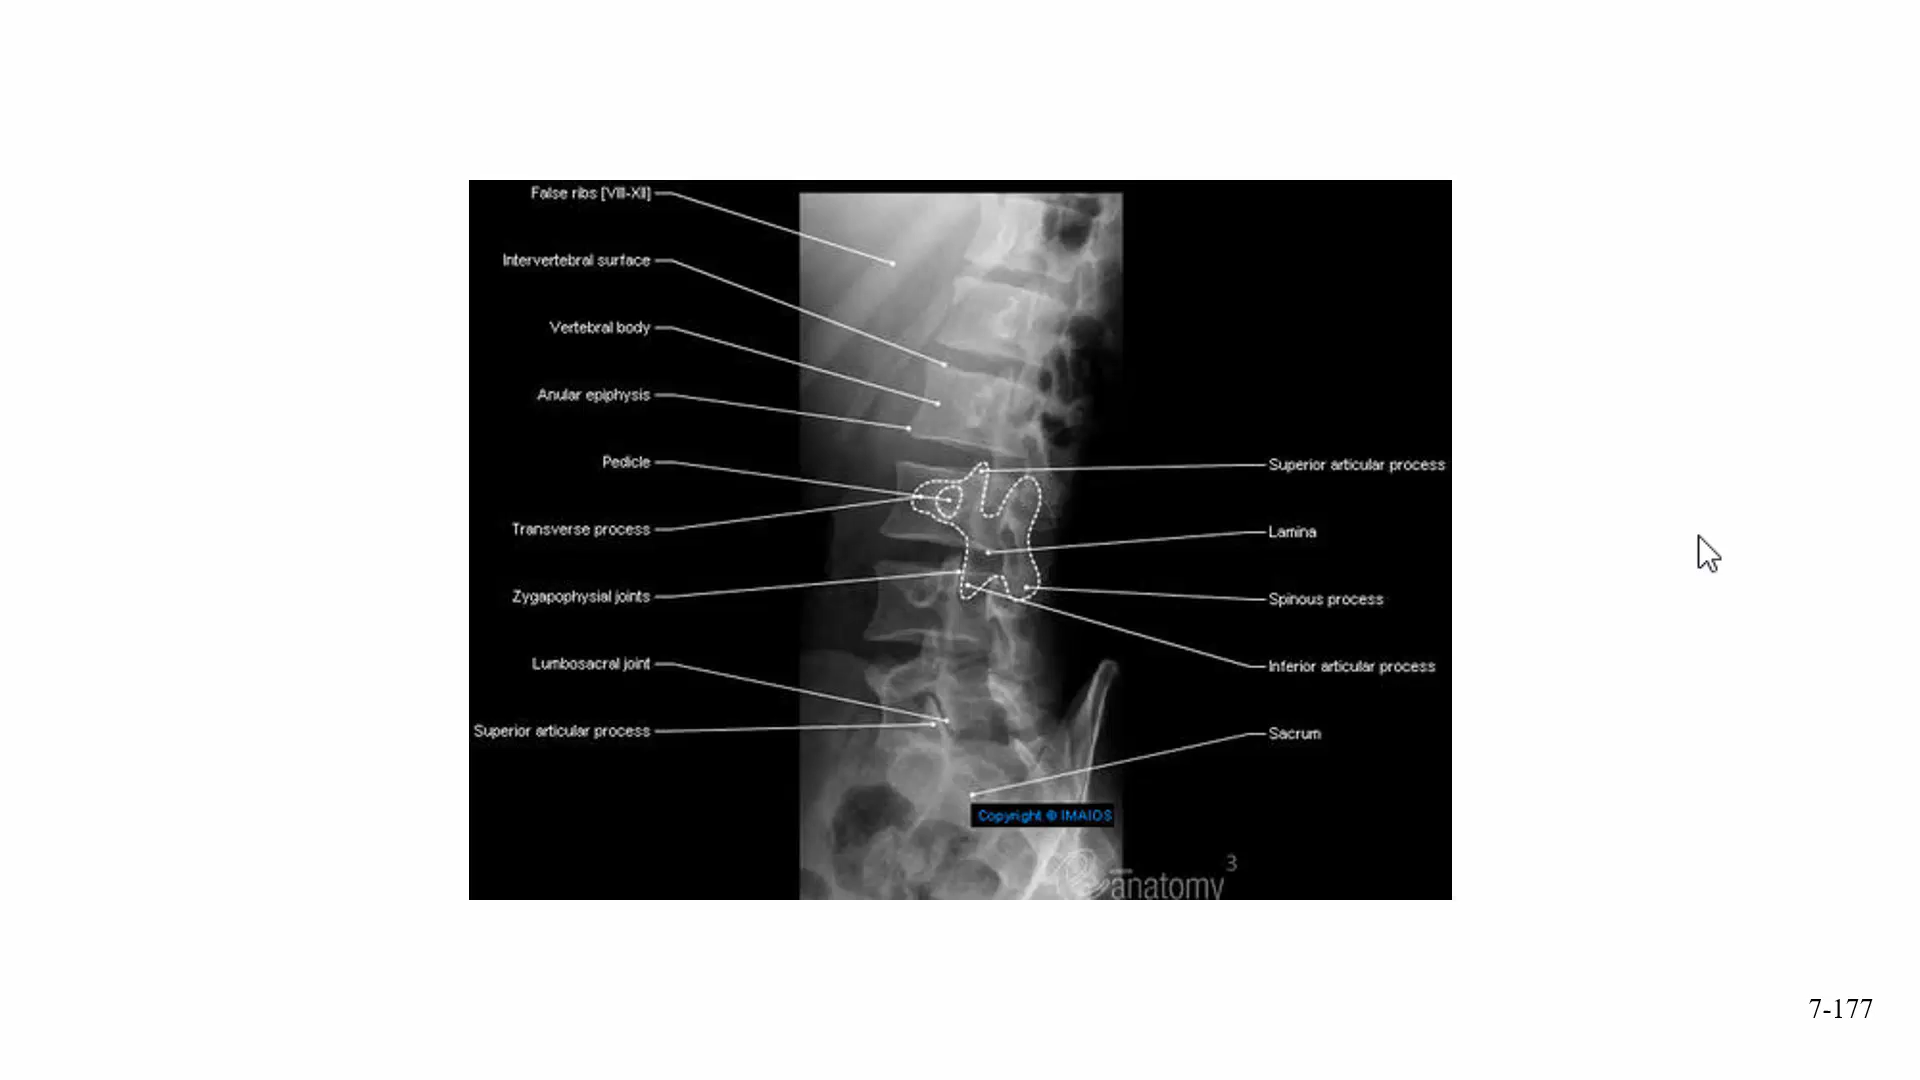 False ribs [VIII-XII]
Intervertebral surface
Vertebral body
Anular epiphysis
Pedicle
Transverse process
Zygapophysial joints
Lumbosacral joint
Superior articular process
Superior articular process
Lamina
Spinous process
Inferior articular process
Sacrum
Copyright © IMAIOS
e-anatomy 3
7-177